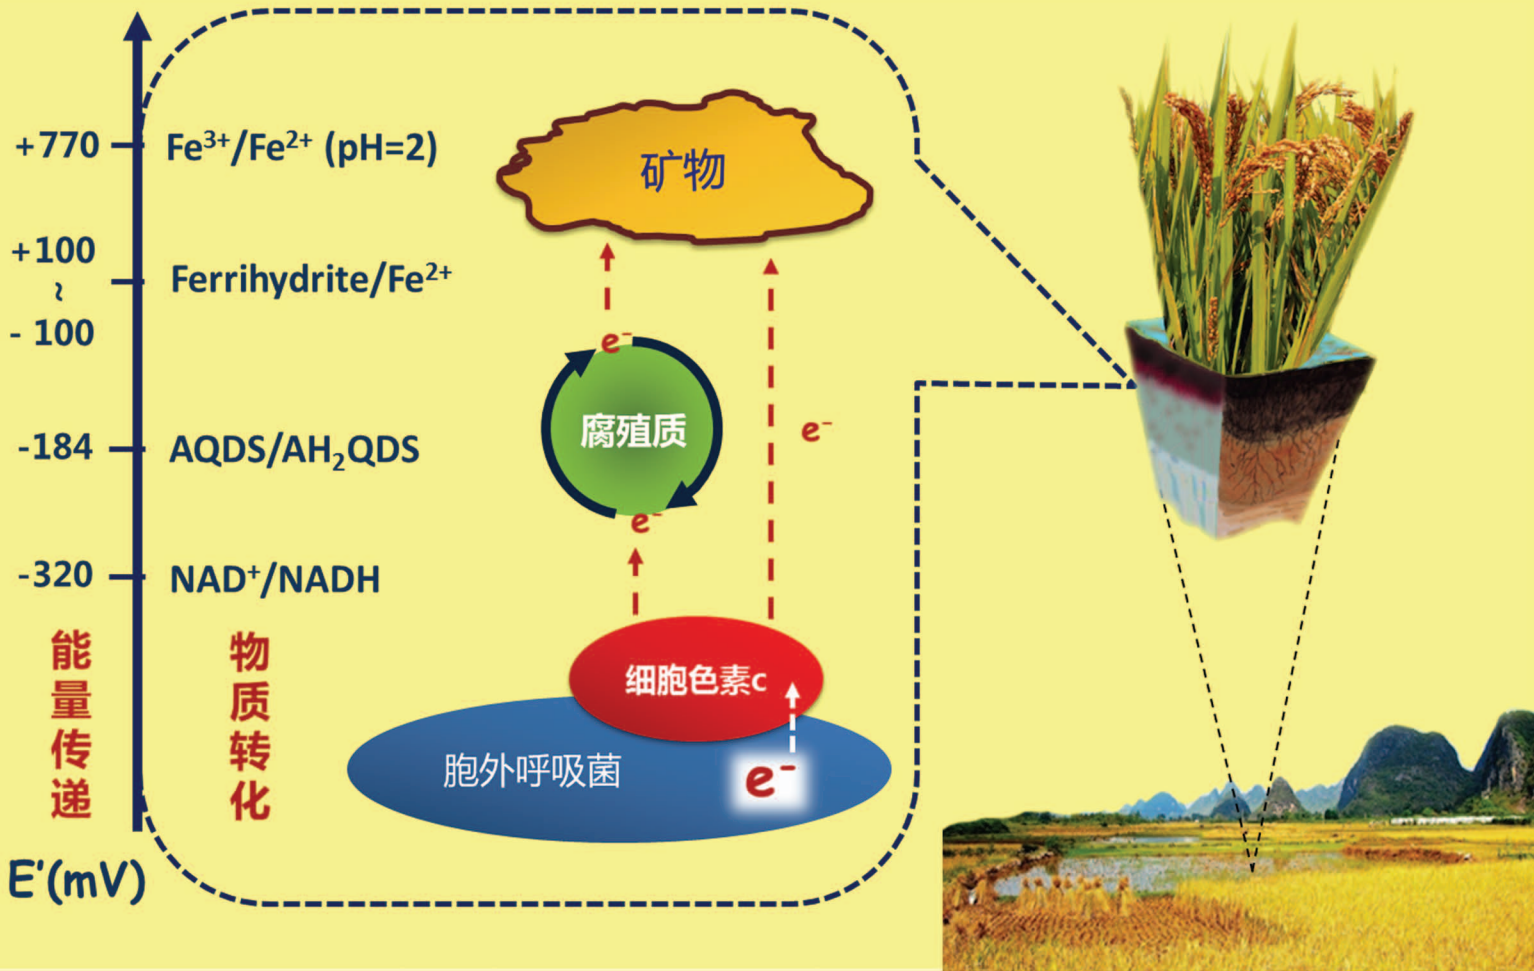 +770
Fe³⁺/Fe²⁺ (pH=2)
矿物
+100
~
- 100
Ferrihydrite/Fe²⁺
e⁻
腐殖质
e⁻
-184
AQDS/AH₂QDS
e⁻
-320
NAD⁺/NADH
能量传递
物质转化
细胞色素c
胞外呼吸菌
e⁻
E'(mV)